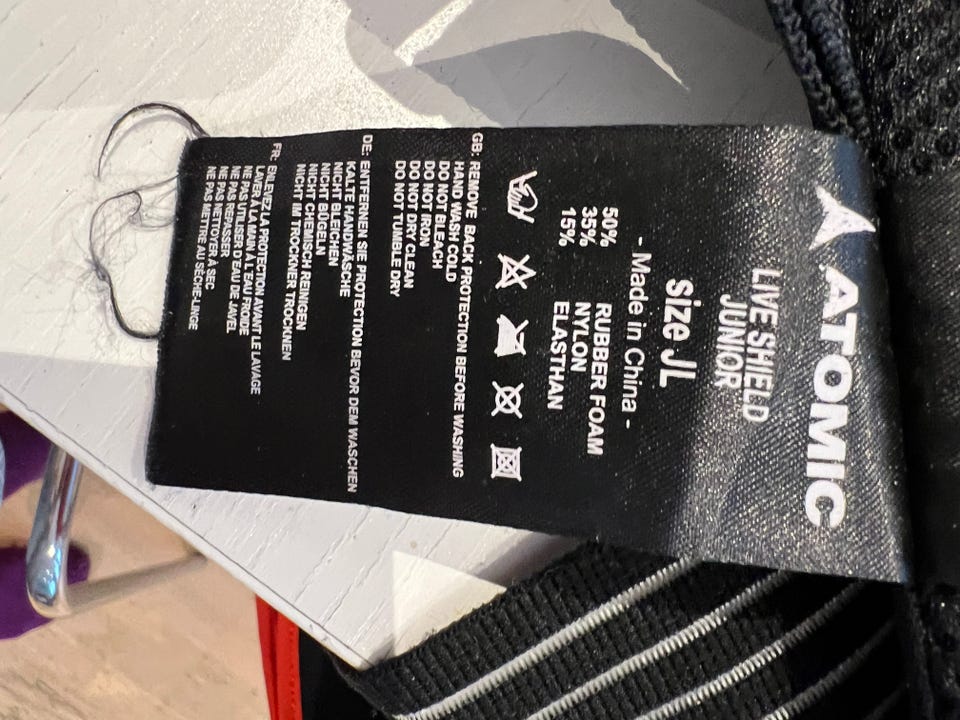 ATOMIC
LIVE SHIELD
JUNIOR
size JL
- Made in China -
50% RUBBER FOAM
35% NYLON
15% ELASTHAN
GB: REMOVE BACK PROTECTION BEFORE WASHING
HAND WASH COLD
DO NOT BLEACH
DO NOT IRON
DO NOT DRY CLEAN
DO NOT TUMBLE DRY
DE: ENTFERNEN SIE PROTECTION BEVOR DEM WASCHEN
KALTE HANDWÄSCHE
NICHT BLEICHEN
NICHT BÜGELN
NICHT CHEMISCH REINIGEN
NICHT IM TROCKNER TROCKNEN
FR: ENLEVEZ LA PROTECTION AVANT LE LAVAGE
LAVER À LA MAIN À L'EAU FROIDE
NE PAS UTILISER D'EAU DE JAVEL
NE PAS REPASSER
NE PAS NETTOYER À SEC
NE PAS METTRE AU SÈCHE-LINGE